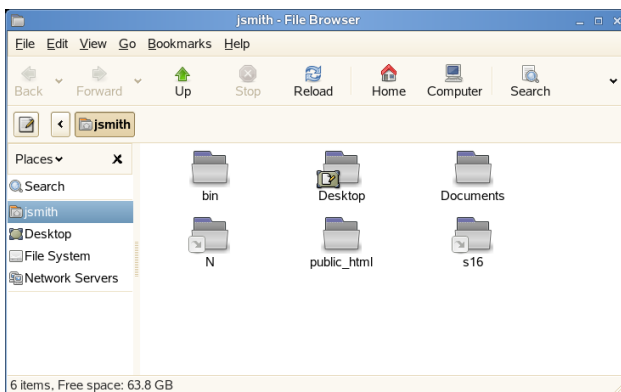 jsmith - File Browser
File Edit View Go Bookmarks Help
Back Forward Up Stop Reload Home Computer Search
jsmith
Places
Search
jsmith
Desktop
File System
Network Servers
bin Desktop Documents
N public_html s16
6 items, Free space: 63.8 GB